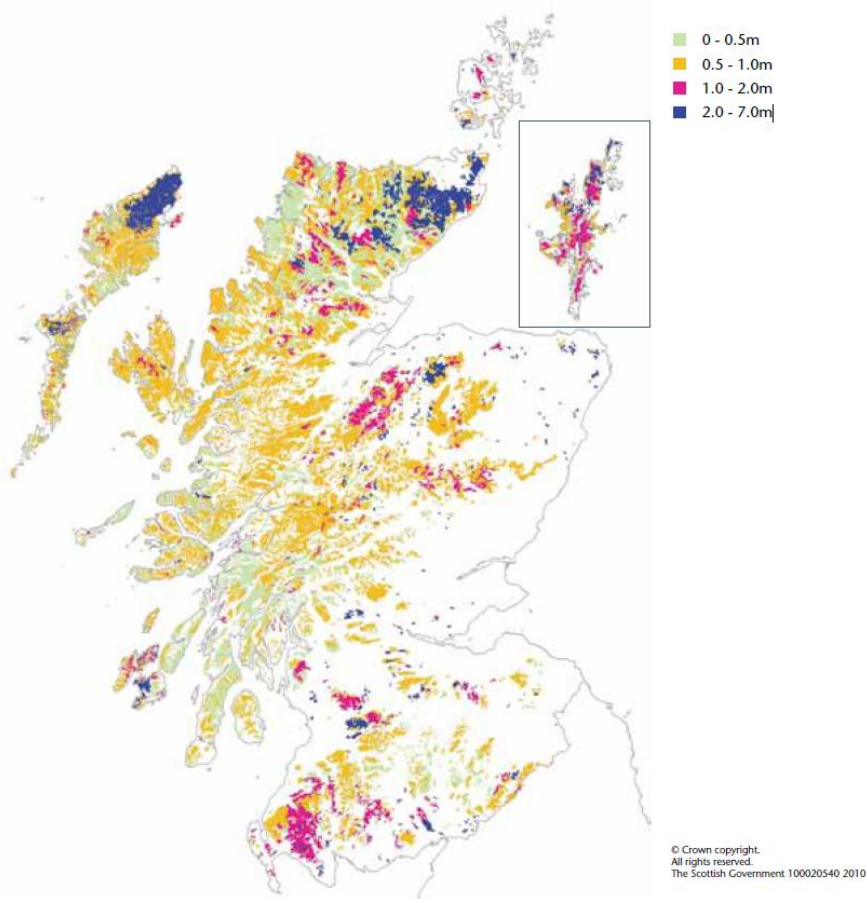 0 - 0.5m
0.5 - 1.0m
1.0 - 2.0m
2.0 - 7.0m
© Crown copyright.
All rights reserved.
The Scottish Government 100020540 2010